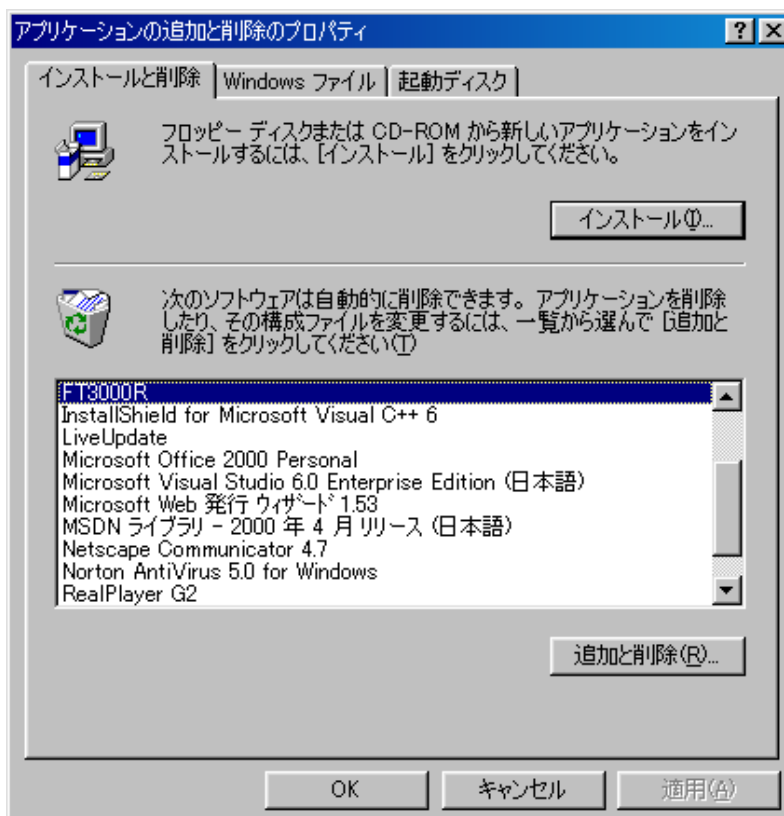 アプリケーションの追加と削除のプロパティ
インストールと削除
Windows ファイル
起動ディスク
フロッピー ディスクまたは CD-ROM から新しいアプリケーションをイン
ストールするには、[インストール] をクリックしてください。
インストール(I)...
次のソフトウェアは自動的に削除できます。アプリケーションを削除
したり、その構成ファイルを変更するには、一覧から選んで [追加と
削除] をクリックしてください(T)
FT3000R
InstallShield for Microsoft Visual C++ 6
LiveUpdate
Microsoft Office 2000 Personal
Microsoft Visual Studio 6.0 Enterprise Edition (日本語)
Microsoft Web 発行 ウィザード 1.53
MSDN ライブラリ - 2000 年 4 月 リリース (日本語)
Netscape Communicator 4.7
Norton AntiVirus 5.0 for Windows
RealPlayer G2
追加と削除(R)...
OK
キャンセル
適用(A)